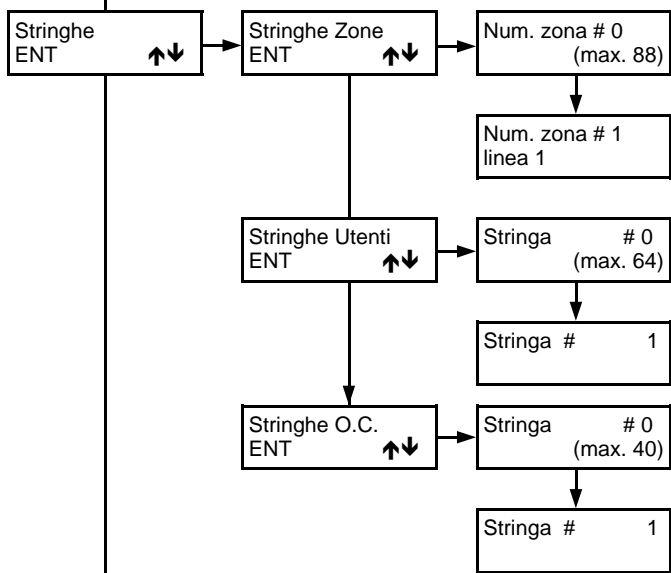 Stringhe
ENT
Stringhe Zone
ENT
Num. zona # 0
(max. 88)
Num. zona # 1
linea 1
Stringhe Utenti
ENT
Stringa # 0
(max. 64)
Stringa # 1
Stringhe O.C.
ENT
Stringa # 0
(max. 40)
Stringa # 1